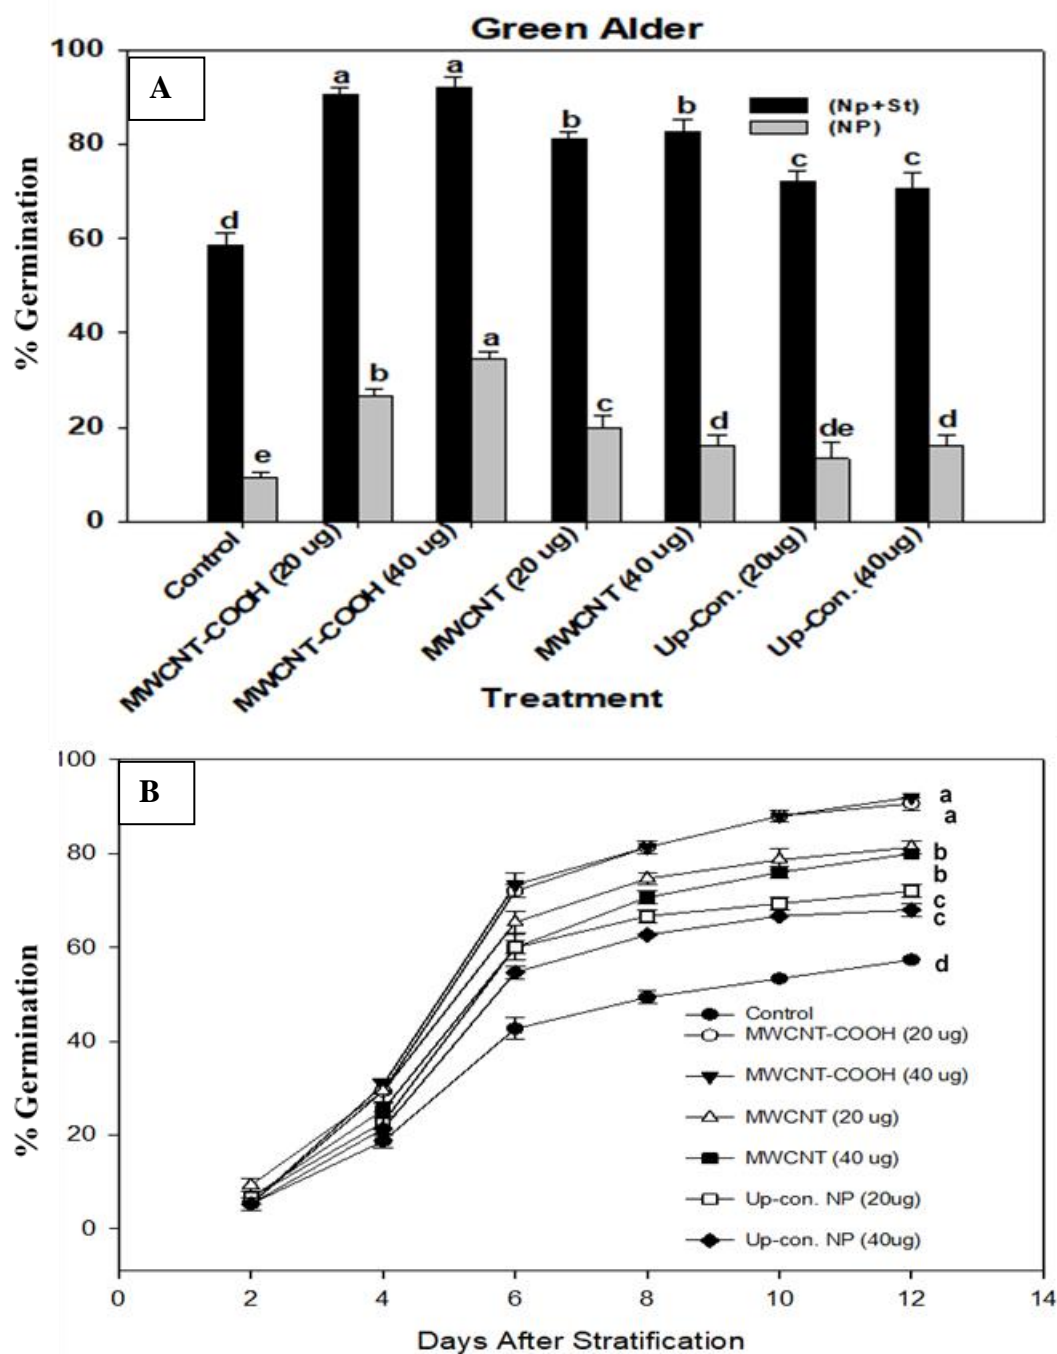 Green Alder
A
(Np+St)
(NP)
a
a
b
b
c
c
d
a
b
c
d
de
d
e
100
80
60
40
20
0
% Germination
Control
MWCNT-COOH (20 ug)
MWCNT-COOH (40 ug)
MWCNT (20 ug)
MWCNT (40 ug)
Up-Con. (20ug)
Up-Con. (40ug)
Treatment
B
100
80
60
40
20
0
% Germination
a
a
b
b
c
c
d
Control
MWCNT-COOH (20 ug)
MWCNT-COOH (40 ug)
MWCNT (20 ug)
MWCNT (40 ug)
Up-con. NP (20ug)
Up-con. NP (40ug)
0 2 4 6 8 10 12 14
Days After Stratification